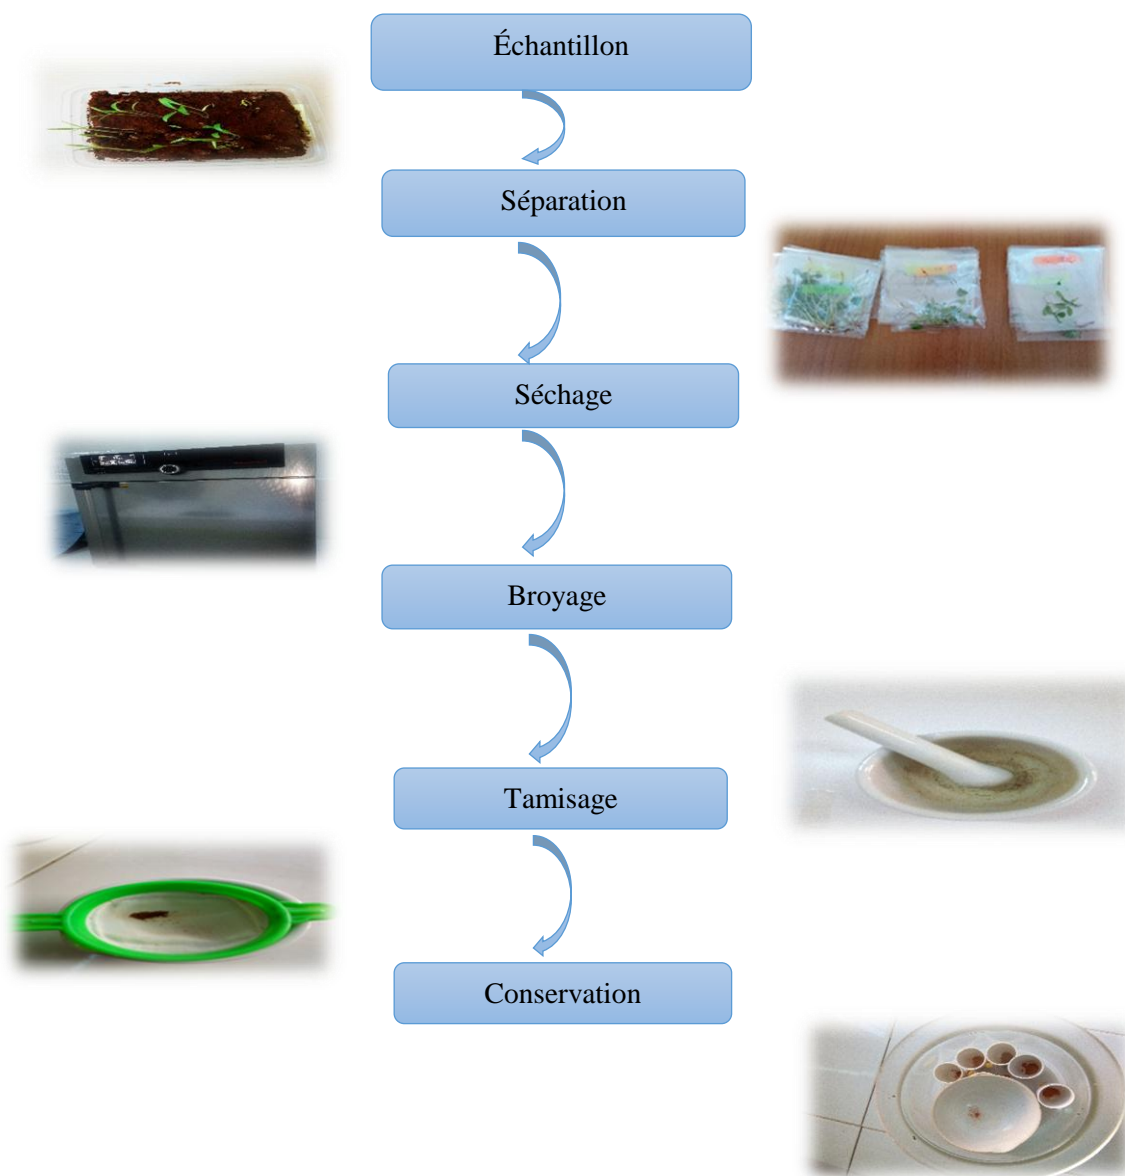 Échantillon
Séparation
Séchage
Broyage
Tamisage
Conservation